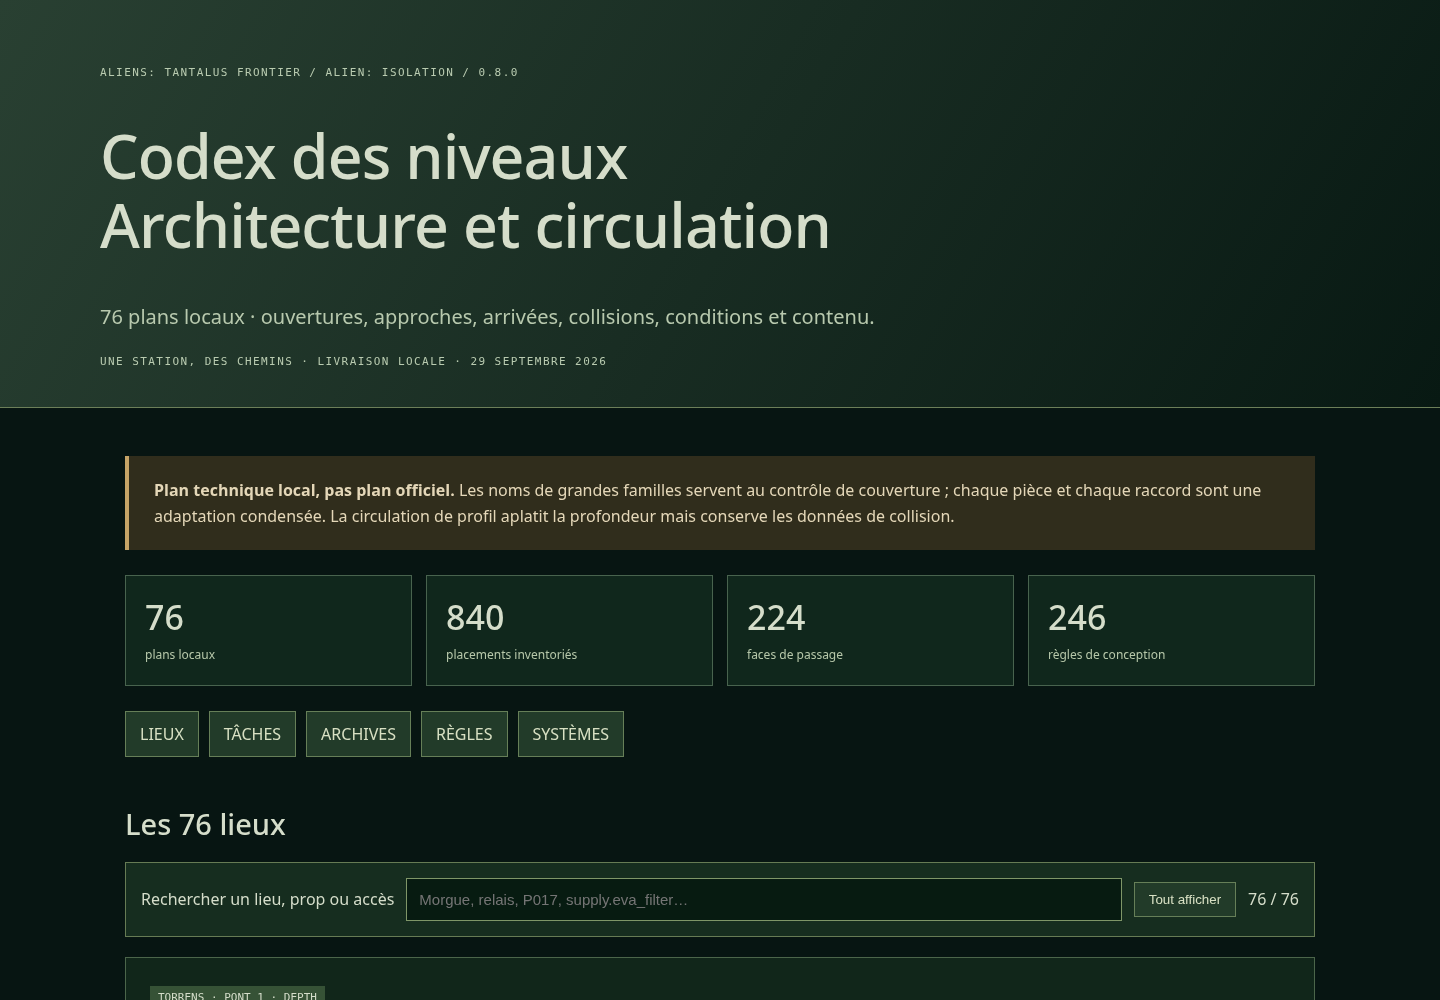 ALIENS: TANTALUS FRONTIER / ALIEN: ISOLATION / 0.8.0
Codex des niveaux
Architecture et circulation
76 plans locaux · ouvertures, approches, arrivées, collisions, conditions et contenu.
UNE STATION, DES CHEMINS · LIVRAISON LOCALE · 29 SEPTEMBRE 2026
Plan technique local, pas plan officiel. Les noms de grandes familles servent au contrôle de couverture ; chaque pièce et chaque raccord sont une
adaptation condensée. La circulation de profil aplatit la profondeur mais conserve les données de collision.
76
plans locaux
840
placements inventoriés
224
faces de passage
246
règles de conception
LIEUX
TÂCHES
ARCHIVES
RÈGLES
SYSTÈMES
Les 76 lieux
Rechercher un lieu, prop ou accès
Morgue, relais, P017, supply.eva_filter…
Tout afficher
76 / 76
TORRENS · PONT 1 · DEPTH